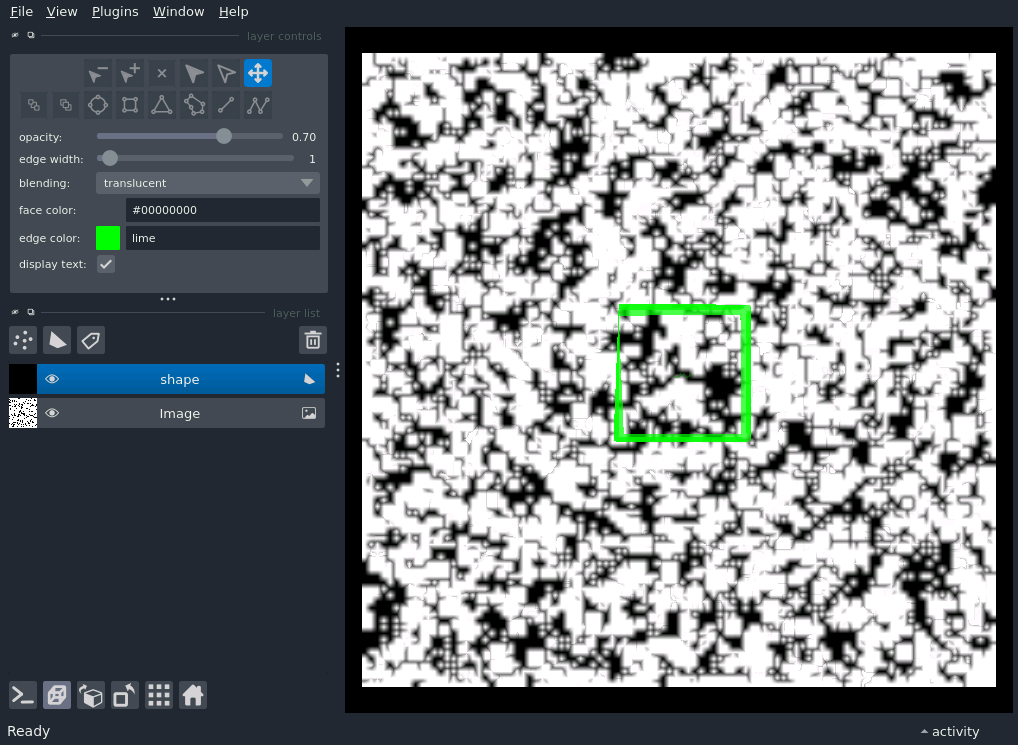 File View Plugins Window Help
layer controls
opacity: 0.70
edge width: 1
blending: translucent
face color: #00000000
edge color: lime
display text:
layer list
shape
Image
Ready
activity